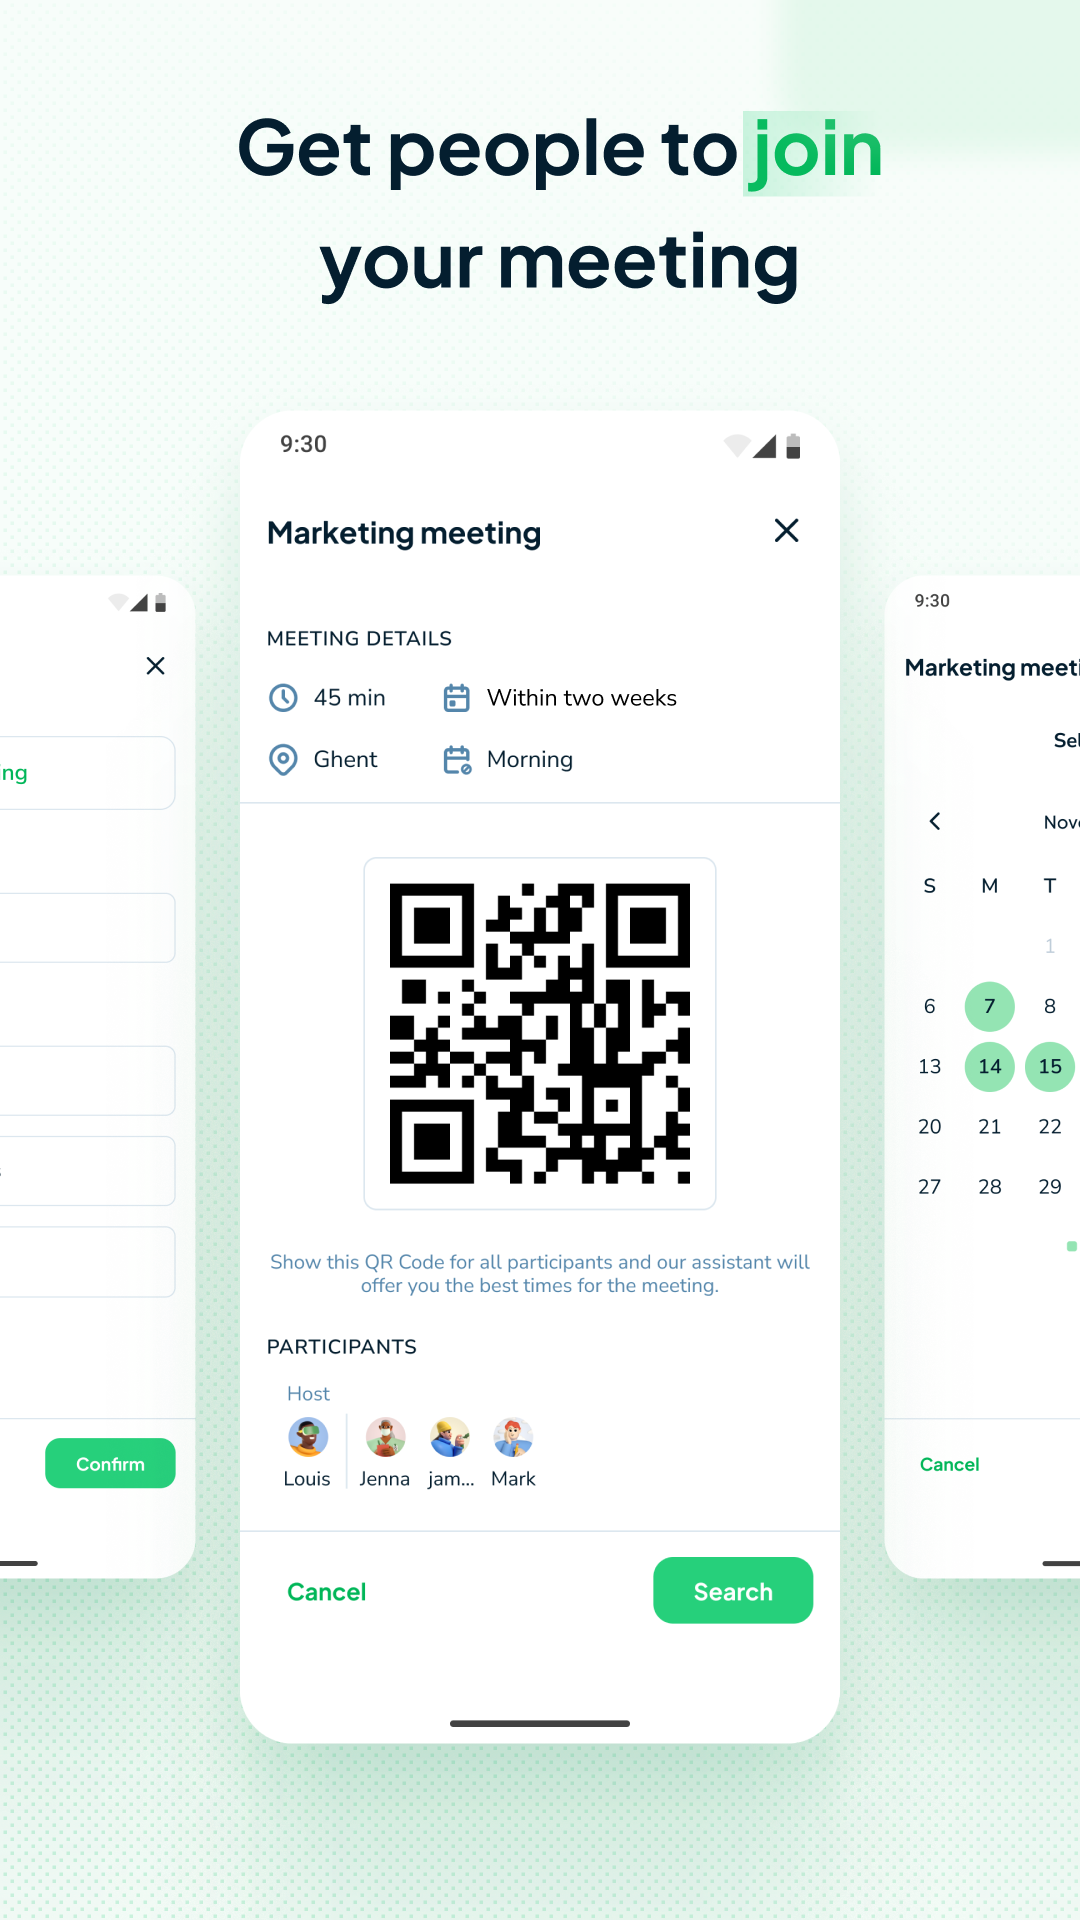 Get people to join
your meeting
9:30
Marketing meeting
MEETING DETAILS
45 min
Within two weeks
Ghent
Morning
Show this QR Code for all participants and our assistant will
offer you the best times for the meeting.
PARTICIPANTS
Host
Louis
Jenna
jam...
Mark
Cancel
Search
ing
Confirm
9:30
Marketing meeti
Sel
Nove
S M T
1
6 7 8
13 14 15
20 21 22
27 28 29
Cancel